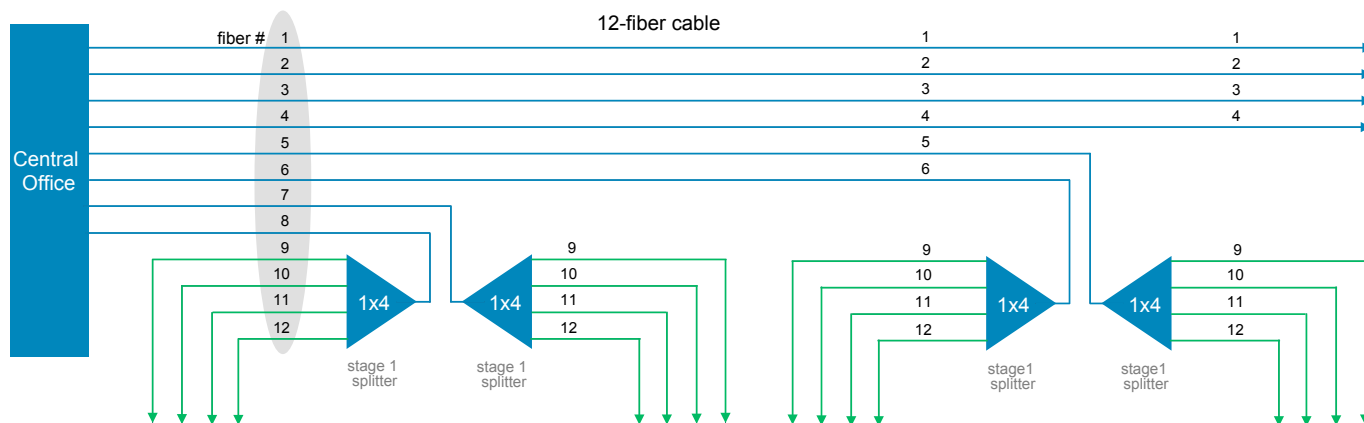 12-fiber cable
fiber # 1 1 1
2 2 2
3 3 3
4 4 4
5 5
6 6
7
8
Central
Office
9 9 9 9
10 10 10 10
11 11 11 11
12 12 12 12
1x4 1x4 1x4 1x4
stage 1 stage 1 stage1 stage1
splitter splitter splitter splitter